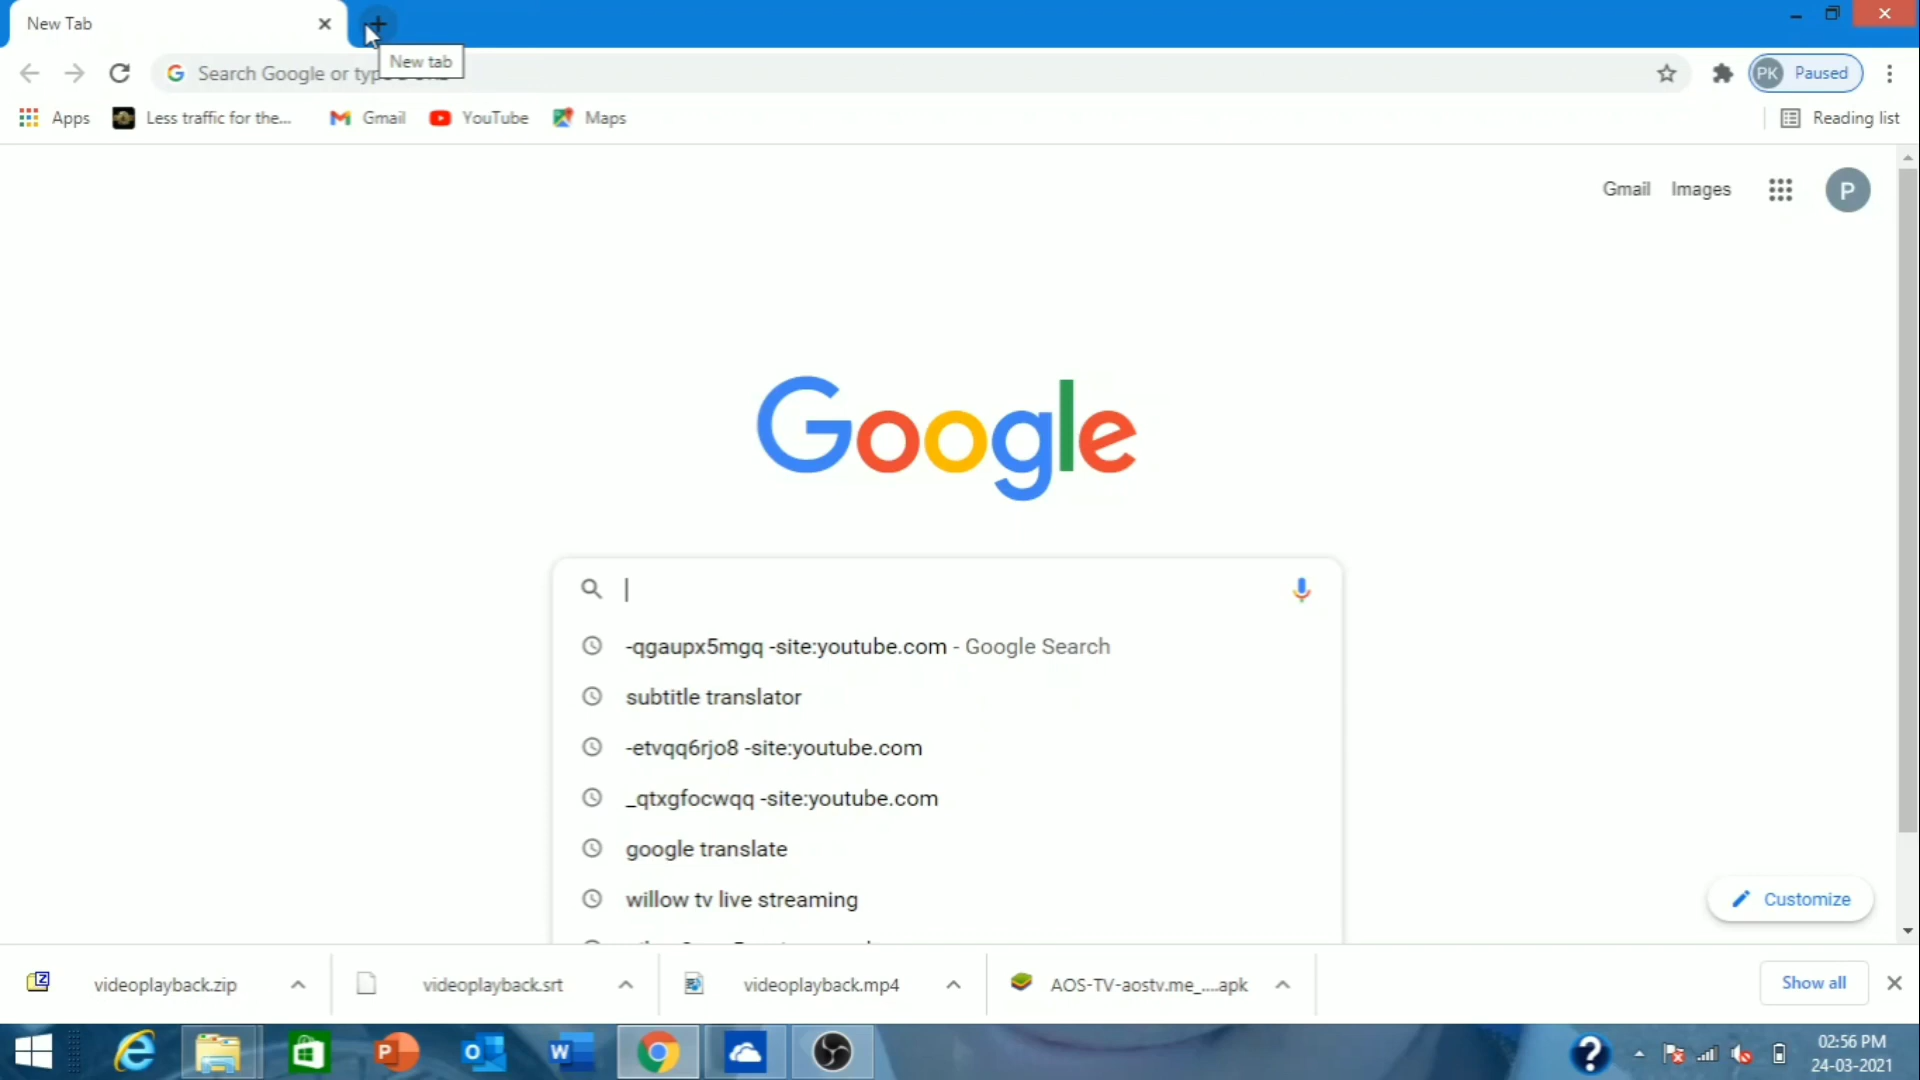 New Tab
New tab
Search Google or typ
Paused
PK
Apps
Less traffic for the...
Gmail
YouTube
Maps
Reading list
Gmail
Images
P
Google
-qgaupx5mgq -site:youtube.com - Google Search
subtitle translator
-etvqq6rjo8 -site:youtube.com
_qtxgfocwqq -site:youtube.com
google translate
willow tv live streaming
Customize
videoplayback.zip
videoplayback.srt
videoplayback.mp4
AOS-TV-aostv.me_....apk
Show all
02:56 PM
24-03-2021